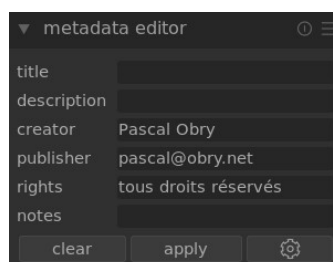 metadata editor
title
description
creator Pascal Obry
publisher pascal@obry.net
rights tous droits réservés
notes
clear apply